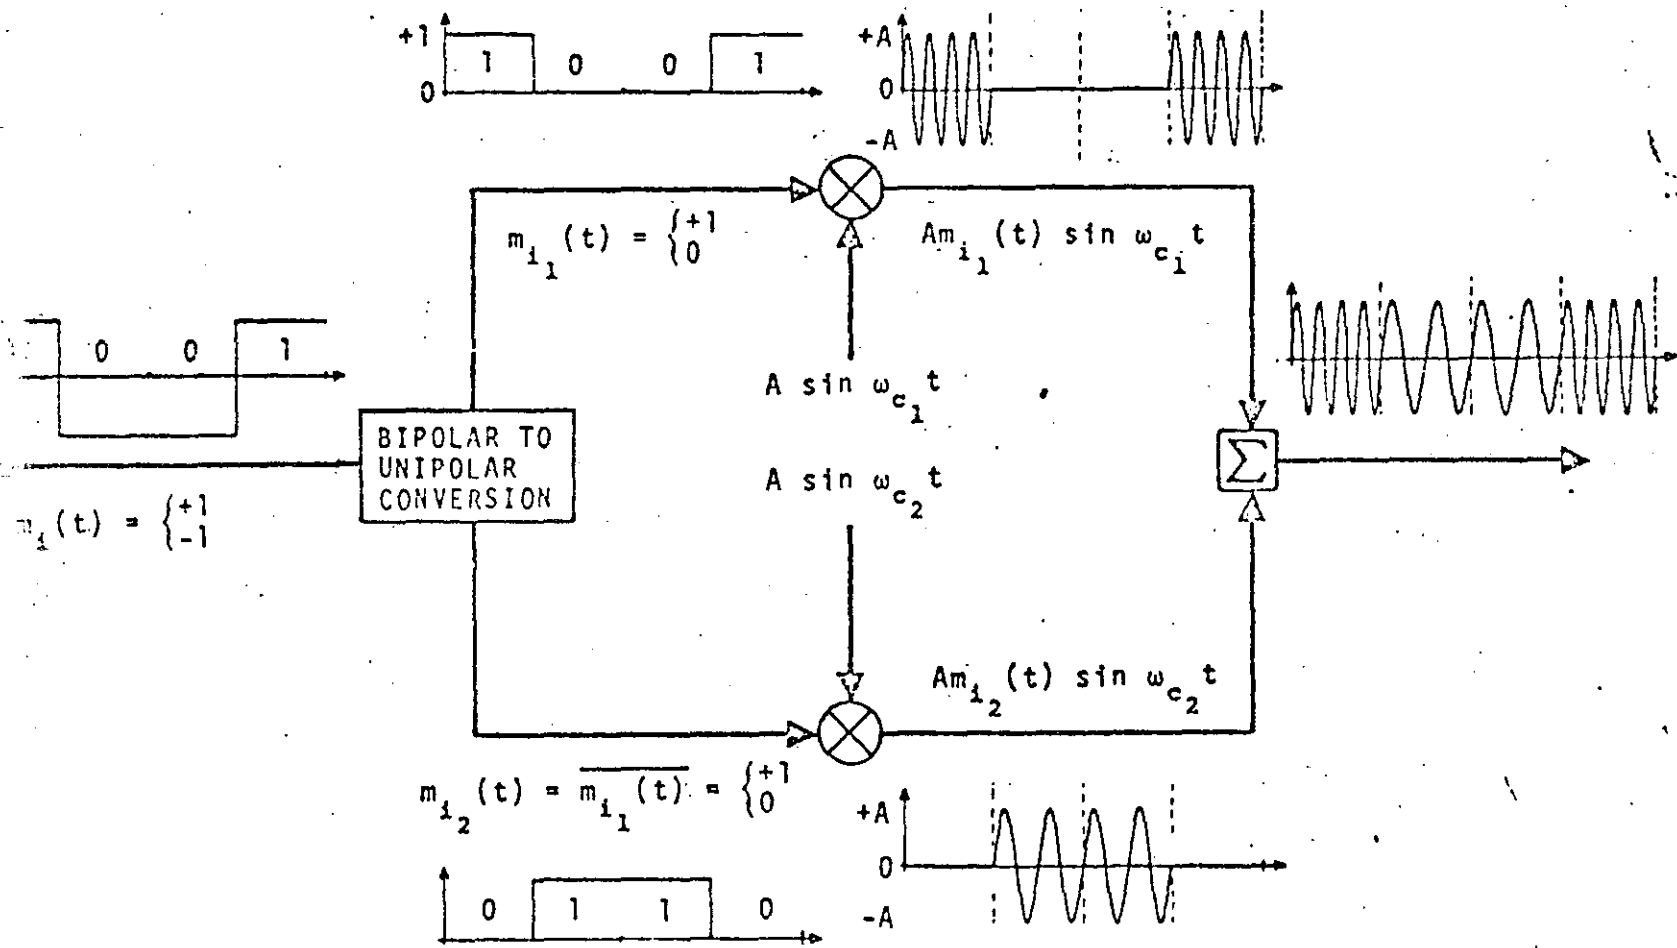 +1
1 0 0 1
0
+A
0
-A
m_{i_1}(t) = {+1 0
Am_{i_1}(t) sin ω_{c_1}t
0 0 1
A sin ω_{c_1}t
BIPOLAR TO
UNIPOLAR
CONVERSION
A sin ω_{c_2}t
Σ
m_i(t) = {+1 -1
Am_{i_2}(t) sin ω_{c_2}t
m_{i_2}(t) = \overline{m_{i_1}(t)} = {+1 0
+A
0
-A
0 1 1 0